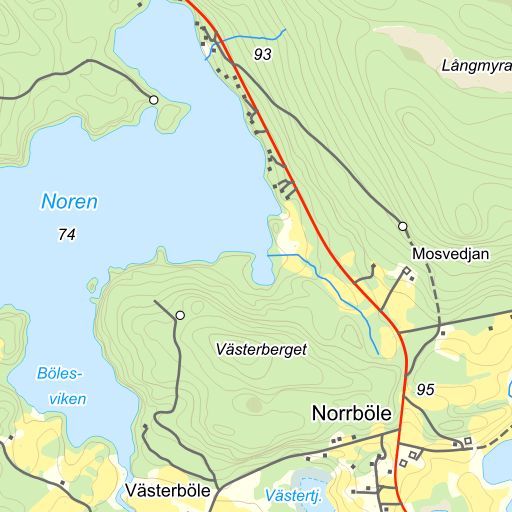 93
Långmyra
Noren
74
Mosvedjan
Västerberget
Böles-
viken
95
Norrböle
Västerböle
Västertj.